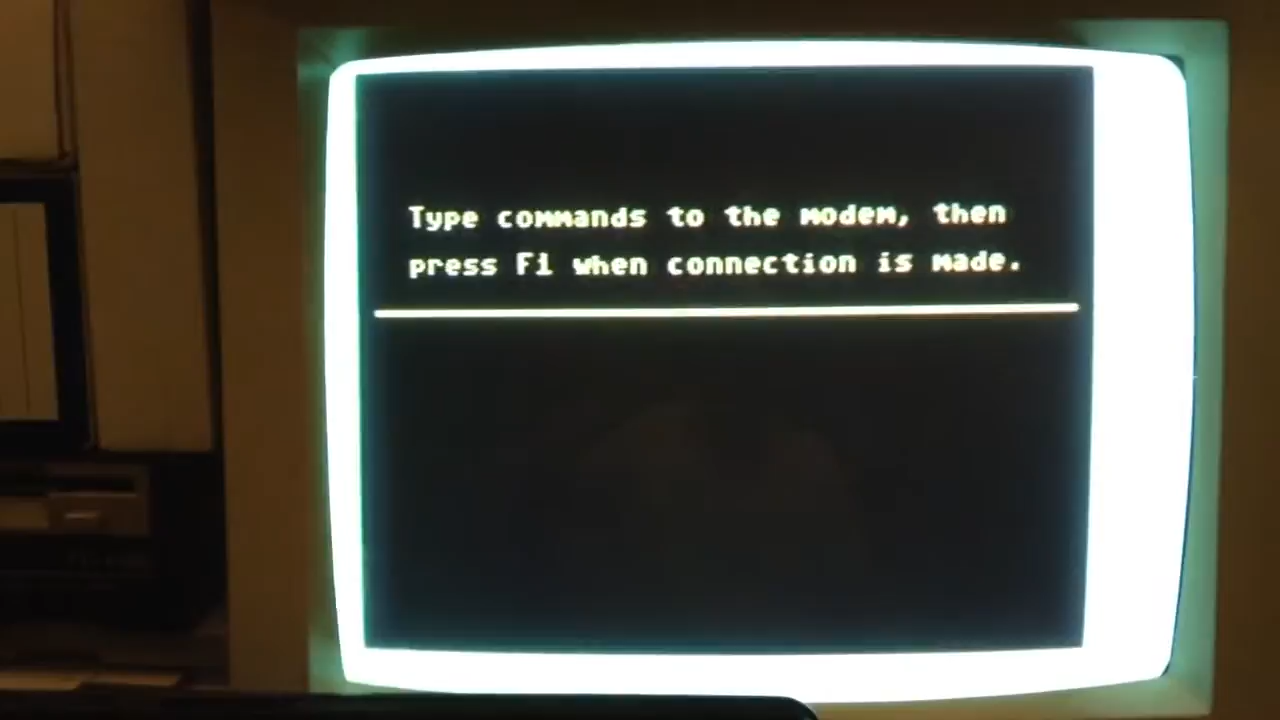 Type commands to the modem, then
press F1 when connection is made.